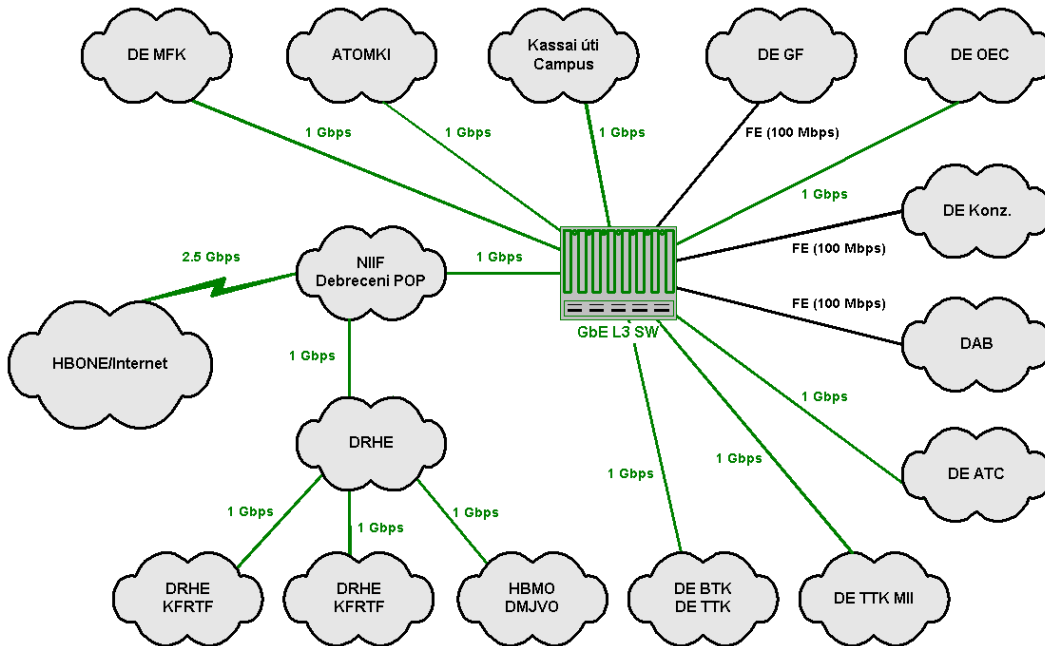 DE MFK
ATOMKI
Kassai úti
Campus
DE GF
DE OEC
1 Gbps
1 Gbps
1 Gbps
FE (100 Mbps)
1 Gbps
DE Konz.
FE (100 Mbps)
2.5 Gbps
NIIF
Debreceni POP
1 Gbps
FE (100 Mbps)
GbE L3 SW
DAB
HBONE/Internet
1 Gbps
1 Gbps
DRHE
1 Gbps
1 Gbps
DE ATC
1 Gbps
1 Gbps
1 Gbps
DRHE
KFRTF
DRHE
KFRTF
HBMO
DMJVO
DE BTK
DE TTK
DE TTK MII
1 Gbps